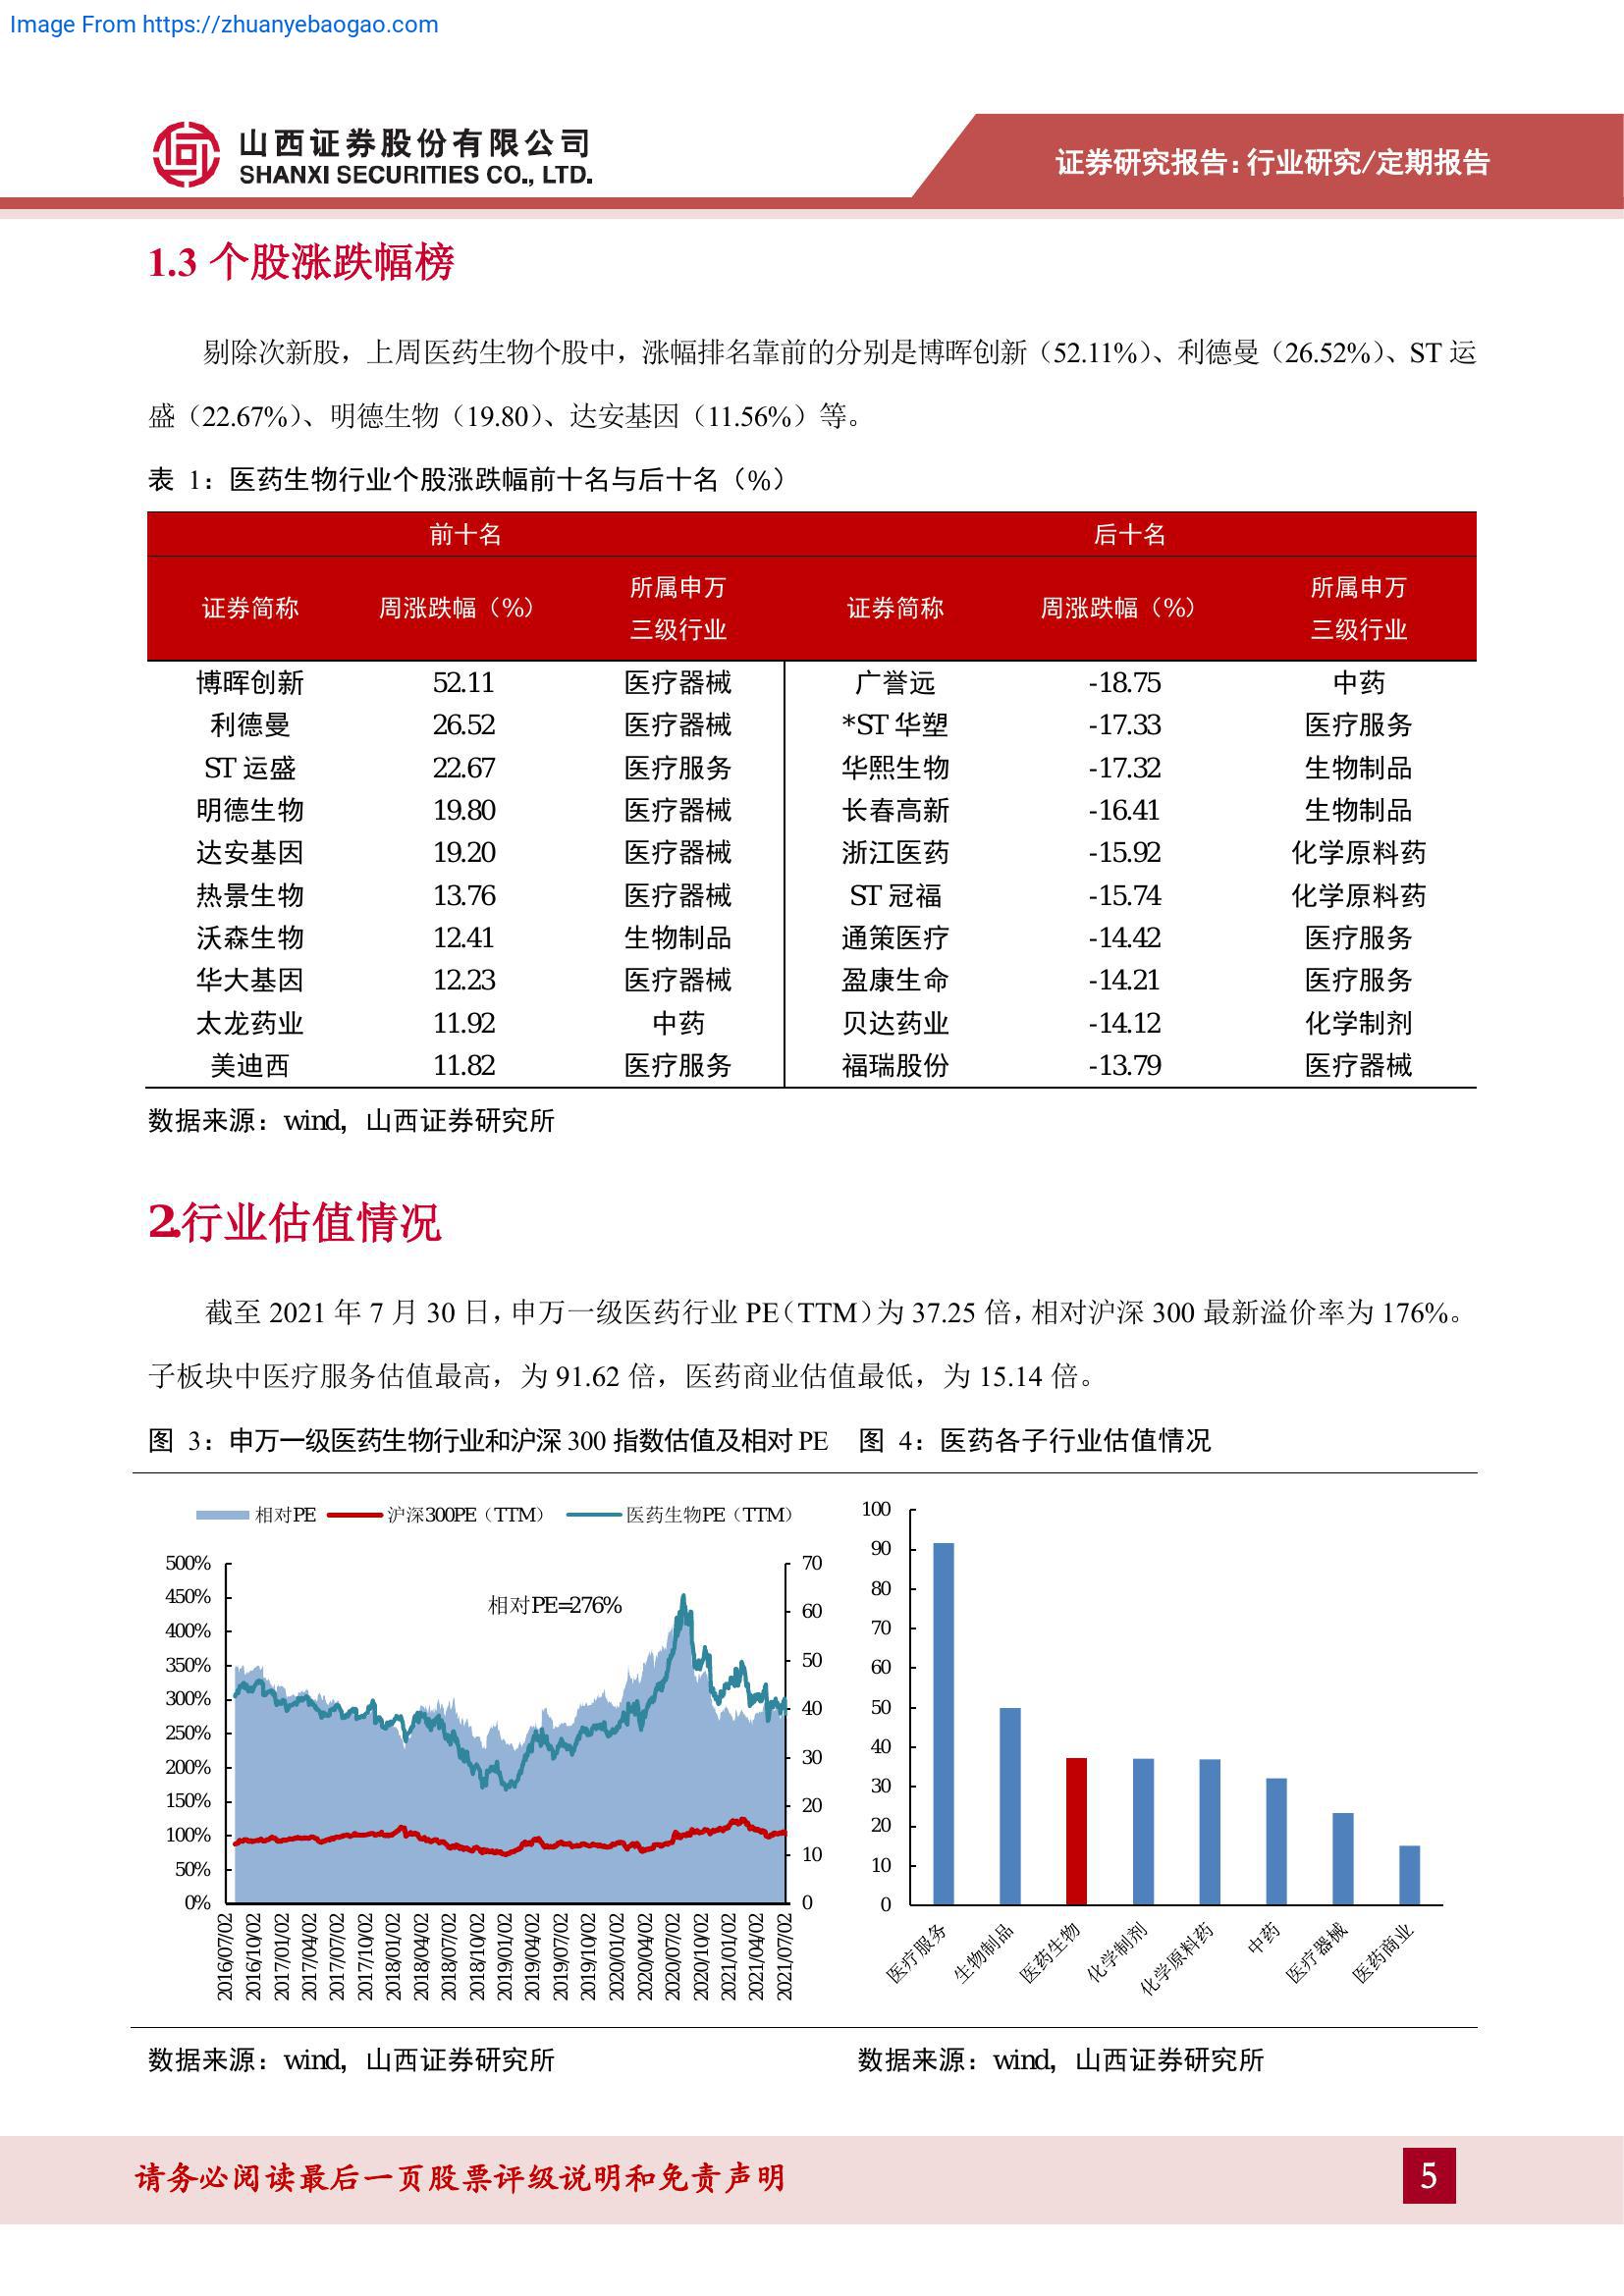 Image From https://zhuanyebaogao.com
山西证券股份有限公司
SHANXI SECURITIES CO., LTD.
证券研究报告:行业研究/定期报告
1.3 个股涨跌幅榜
剔除次新股，上周医药生物个股中，涨幅排名靠前的分别是博晖创新（52.11%）、利德曼（26.52%）、ST 运
盛（22.67%）、明德生物（19.80）、达安基因（11.56%）等。
表 1：医药生物行业个股涨跌幅前十名与后十名（%）
前十名 后十名
证券简称 周涨跌幅（%） 所属申万三级行业 证券简称 周涨跌幅（%） 所属申万三级行业
博晖创新 52.11 医疗器械 广誉远 -18.75 中药
利德曼 26.52 医疗器械 *ST 华塑 -17.33 医疗服务
ST 运盛 22.67 医疗服务 华熙生物 -17.32 生物制品
明德生物 19.80 医疗器械 长春高新 -16.41 生物制品
达安基因 19.20 医疗器械 浙江医药 -15.92 化学原料药
热景生物 13.76 医疗器械 ST 冠福 -15.74 化学原料药
沃森生物 12.41 生物制品 通策医疗 -14.42 医疗服务
华大基因 12.23 医疗器械 盈康生命 -14.21 医疗服务
太龙药业 11.92 中药 贝达药业 -14.12 化学制剂
美迪西 11.82 医疗服务 福瑞股份 -13.79 医疗器械
数据来源：wind，山西证券研究所
2.行业估值情况
截至 2021 年 7 月 30 日，申万一级医药行业 PE（TTM）为 37.25 倍，相对沪深 300 最新溢价率为 176%。
子板块中医疗服务估值最高，为 91.62 倍，医药商业估值最低，为 15.14 倍。
图 3：申万一级医药生物行业和沪深 300 指数估值及相对 PE
相对PE 沪深300PE（TTM） 医药生物PE（TTM）
相对PE=276%
500%
450%
400%
350%
300%
250%
200%
150%
100%
50%
0%
70
60
50
40
30
20
10
0
2016/07/02
2016/10/02
2017/01/02
2017/04/02
2017/07/02
2017/10/02
2018/01/02
2018/04/02
2018/07/02
2018/10/02
2019/01/02
2019/04/02
2019/07/02
2019/10/02
2020/01/02
2020/04/02
2020/07/02
2020/10/02
2021/01/02
2021/04/02
2021/07/02
图 4：医药各子行业估值情况
100
90
80
70
60
50
40
30
20
10
0
医疗服务
生物制品
医药生物
化学制剂
化学原料药
中药
医疗器械
医药商业
数据来源：wind，山西证券研究所
数据来源：wind，山西证券研究所
请务必阅读最后一页股票评级说明和免责声明
5